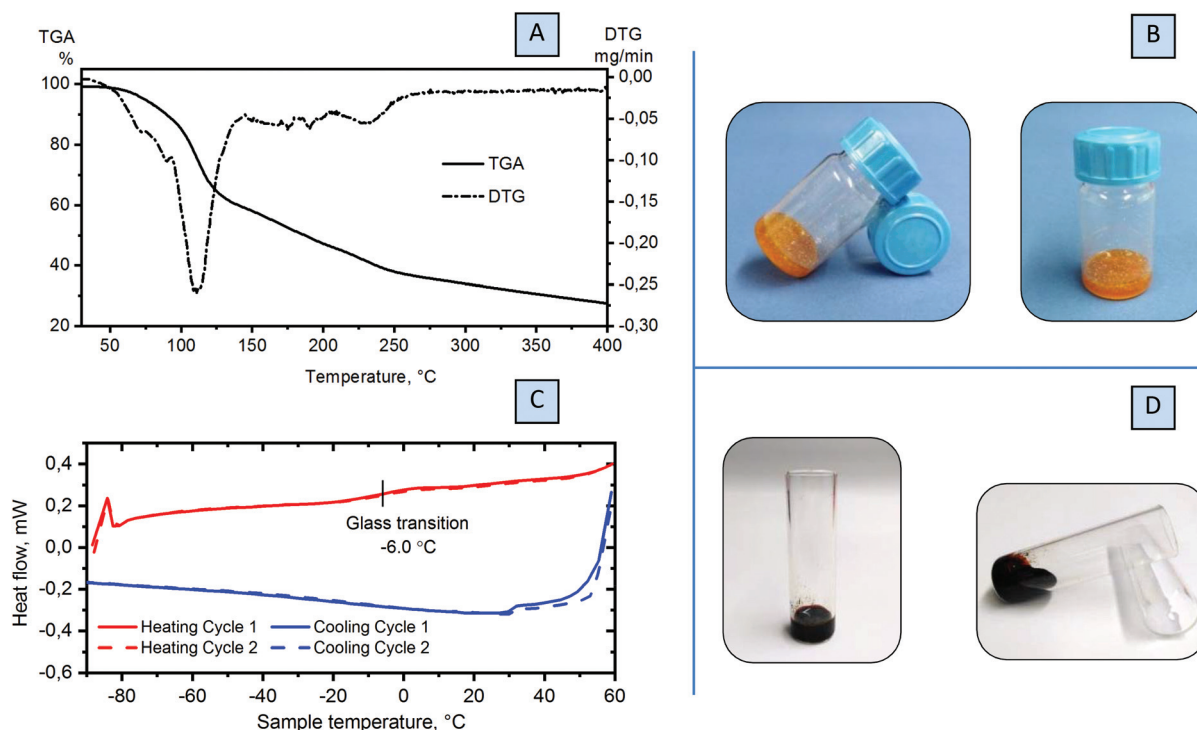 A
TGA
%
DTG
mg/min
100
80
60
40
20
0,00
-0,05
-0,10
-0,15
-0,20
-0,25
-0,30
TGA
DTG
50 100 150 200 250 300 350 400
Temperature, °C
B
C
0,4
0,2
0,0
-0,2
-0,4
-0,6
Heat flow, mW
Glass transition
-6.0 °C
Heating Cycle 1 Cooling Cycle 1
Heating Cycle 2 Cooling Cycle 2
-80 -60 -40 -20 0 20 40 60
Sample temperature, °C
D